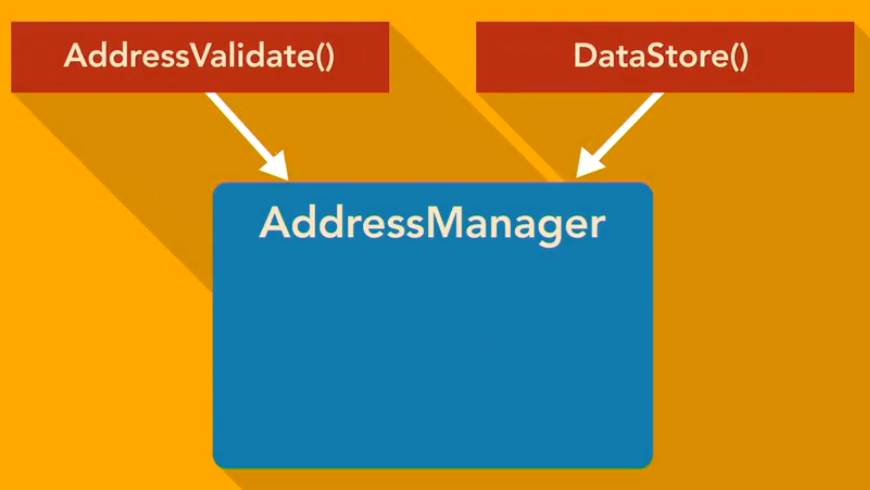 AddressValidate()
DataStore()
AddressManager